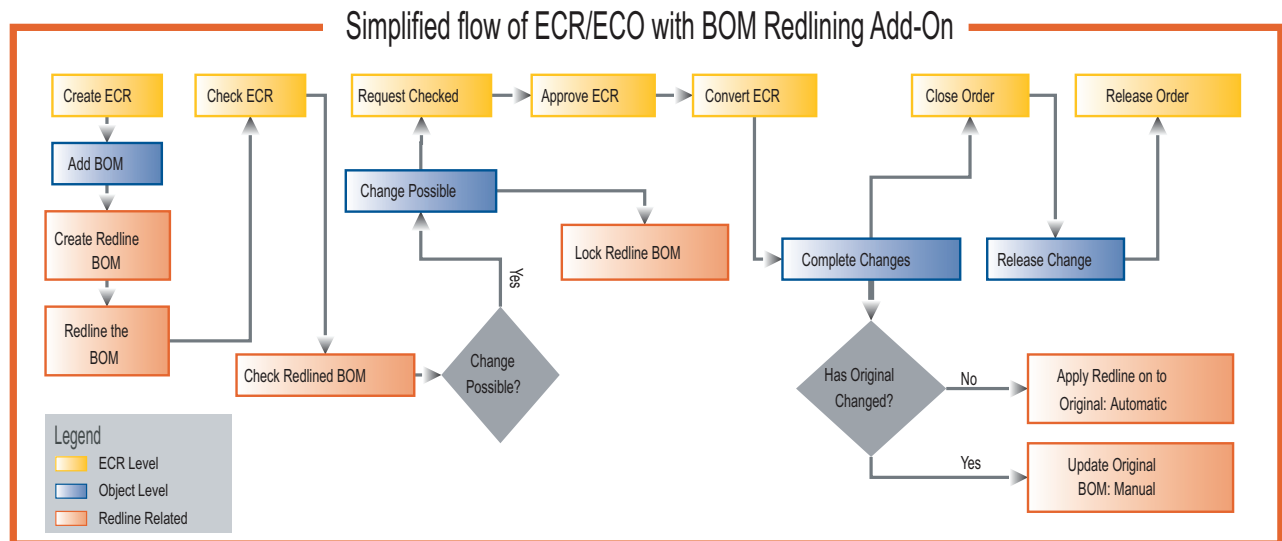 Simplified flow of ECR/ECO with BOM Redlining Add-On
Create ECR
Check ECR
Request Checked
Approve ECR
Convert ECR
Close Order
Release Order
Add BOM
Change Possible
Create Redline
BOM
Lock Redline BOM
Complete Changes
Release Change
Yes
Redline the
BOM
Check Redlined BOM
Change
Possible?
Has Original
Changed?
No
Apply Redline on to
Original: Automatic
Yes
Update Original
BOM: Manual
Legend
ECR Level
Object Level
Redline Related